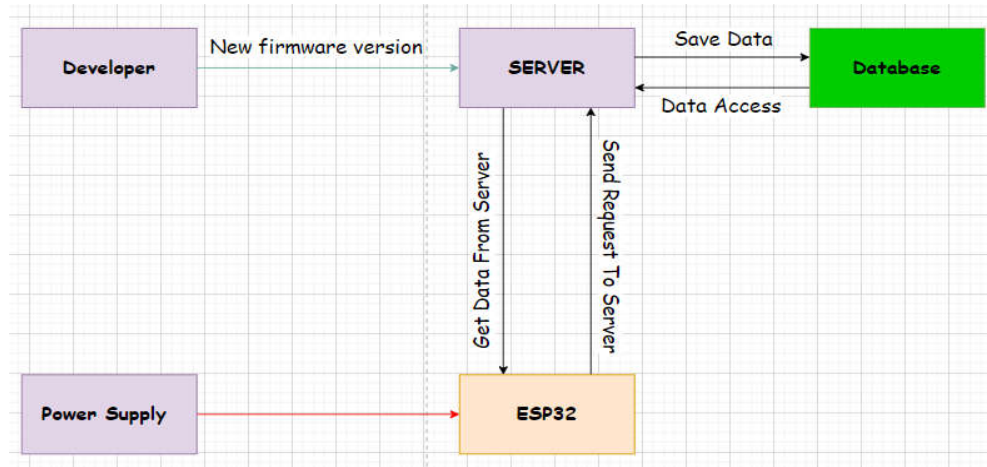 Developer
New firmware version
SERVER
Save Data
Data Access
Database
Get Data From Server
Send Request To Server
Power Supply
ESP32